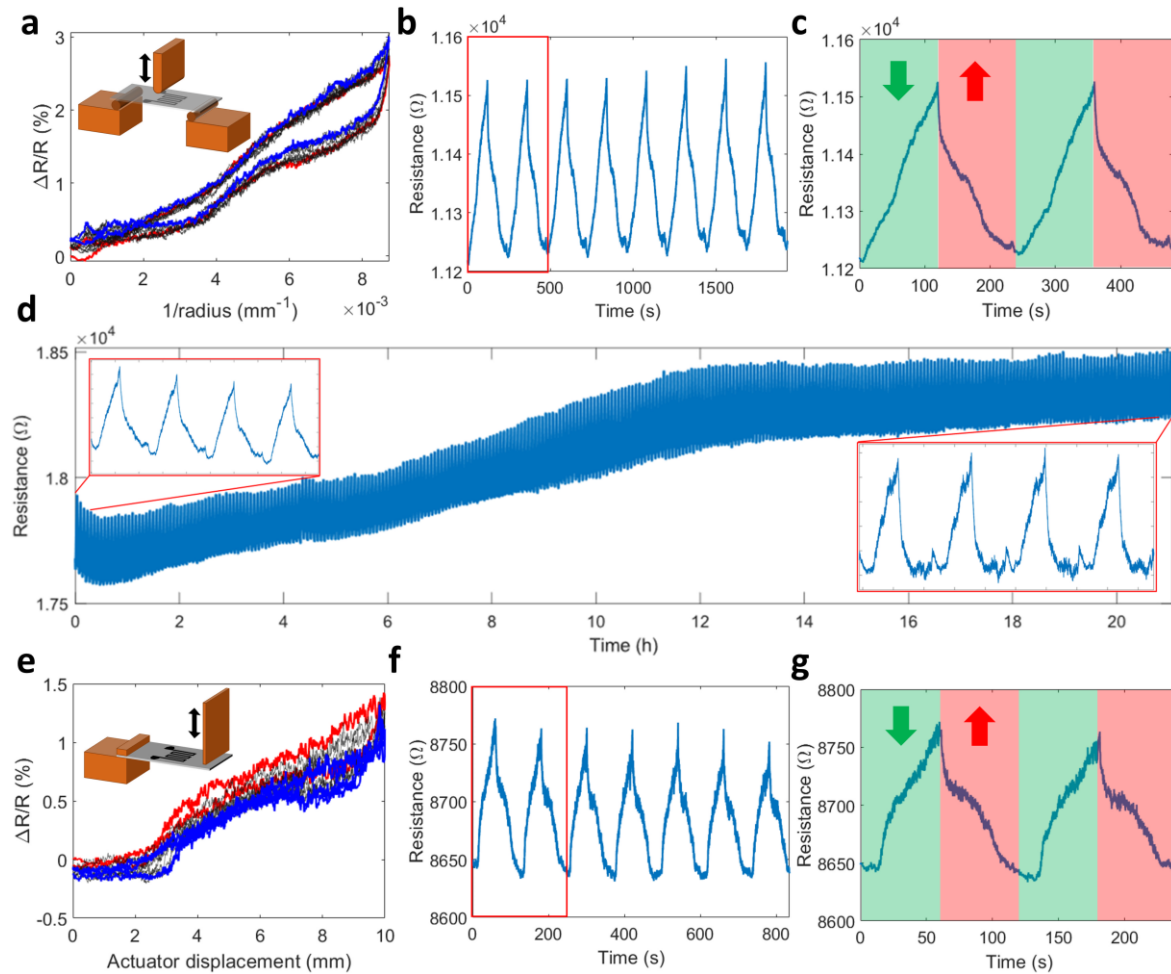 a
ΔR/R (%)
3
2
1
0
0 2 4 6 8
1/radius (mm⁻¹) ×10⁻³
b
×10⁴
Resistance (Ω)
1.16
1.15
1.14
1.13
1.12
0 500 1000 1500
Time (s)
c
×10⁴
Resistance (Ω)
1.16
1.15
1.14
1.13
1.12
0 100 200 300 400
Time (s)
d
×10⁴
Resistance (Ω)
1.85
1.8
1.75
0 2 4 6 8 10 12 14 16 18 20
Time (h)
e
ΔR/R (%)
1.5
1
0.5
0
-0.5
0 2 4 6 8 10
Actuator displacement (mm)
f
Resistance (Ω)
8800
8750
8700
8650
8600
0 200 400 600 800
Time (s)
g
Resistance (Ω)
8800
8750
8700
8650
8600
0 50 100 150 200
Time (s)